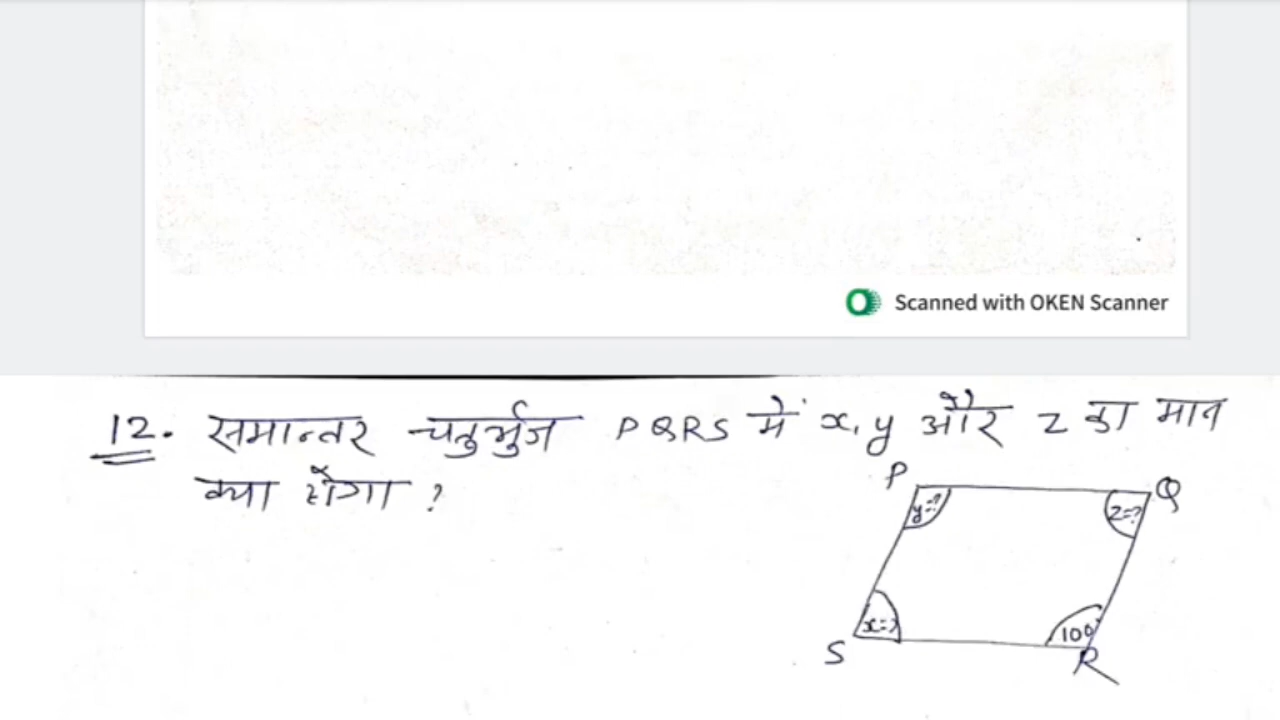 Scanned with OKEN Scanner
12. समान्तर चतुर्भुज PQRS में x, y और z का मान
क्या होगा ?
P
Q
y=?
z=?
x=?
100°
S
R